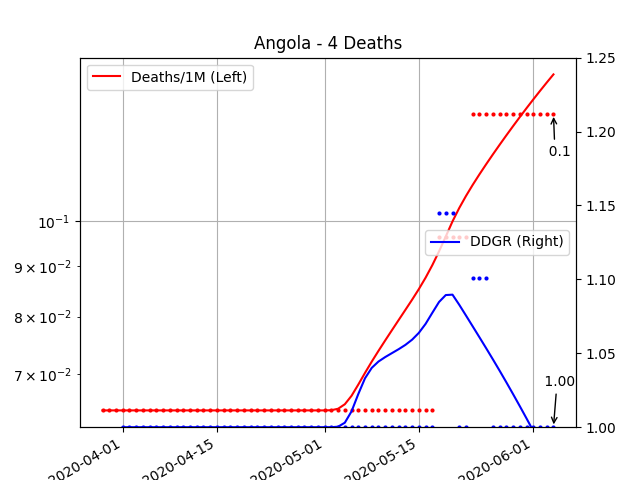 Angola - 4 Deaths
Deaths/1M (Left)
DDGR (Right)
10⁻¹
9 × 10⁻²
8 × 10⁻²
7 × 10⁻²
1.25
1.20
1.15
1.10
1.05
1.00
0.1
1.00
2020-04-01
2020-04-15
2020-05-01
2020-05-15
2020-06-01